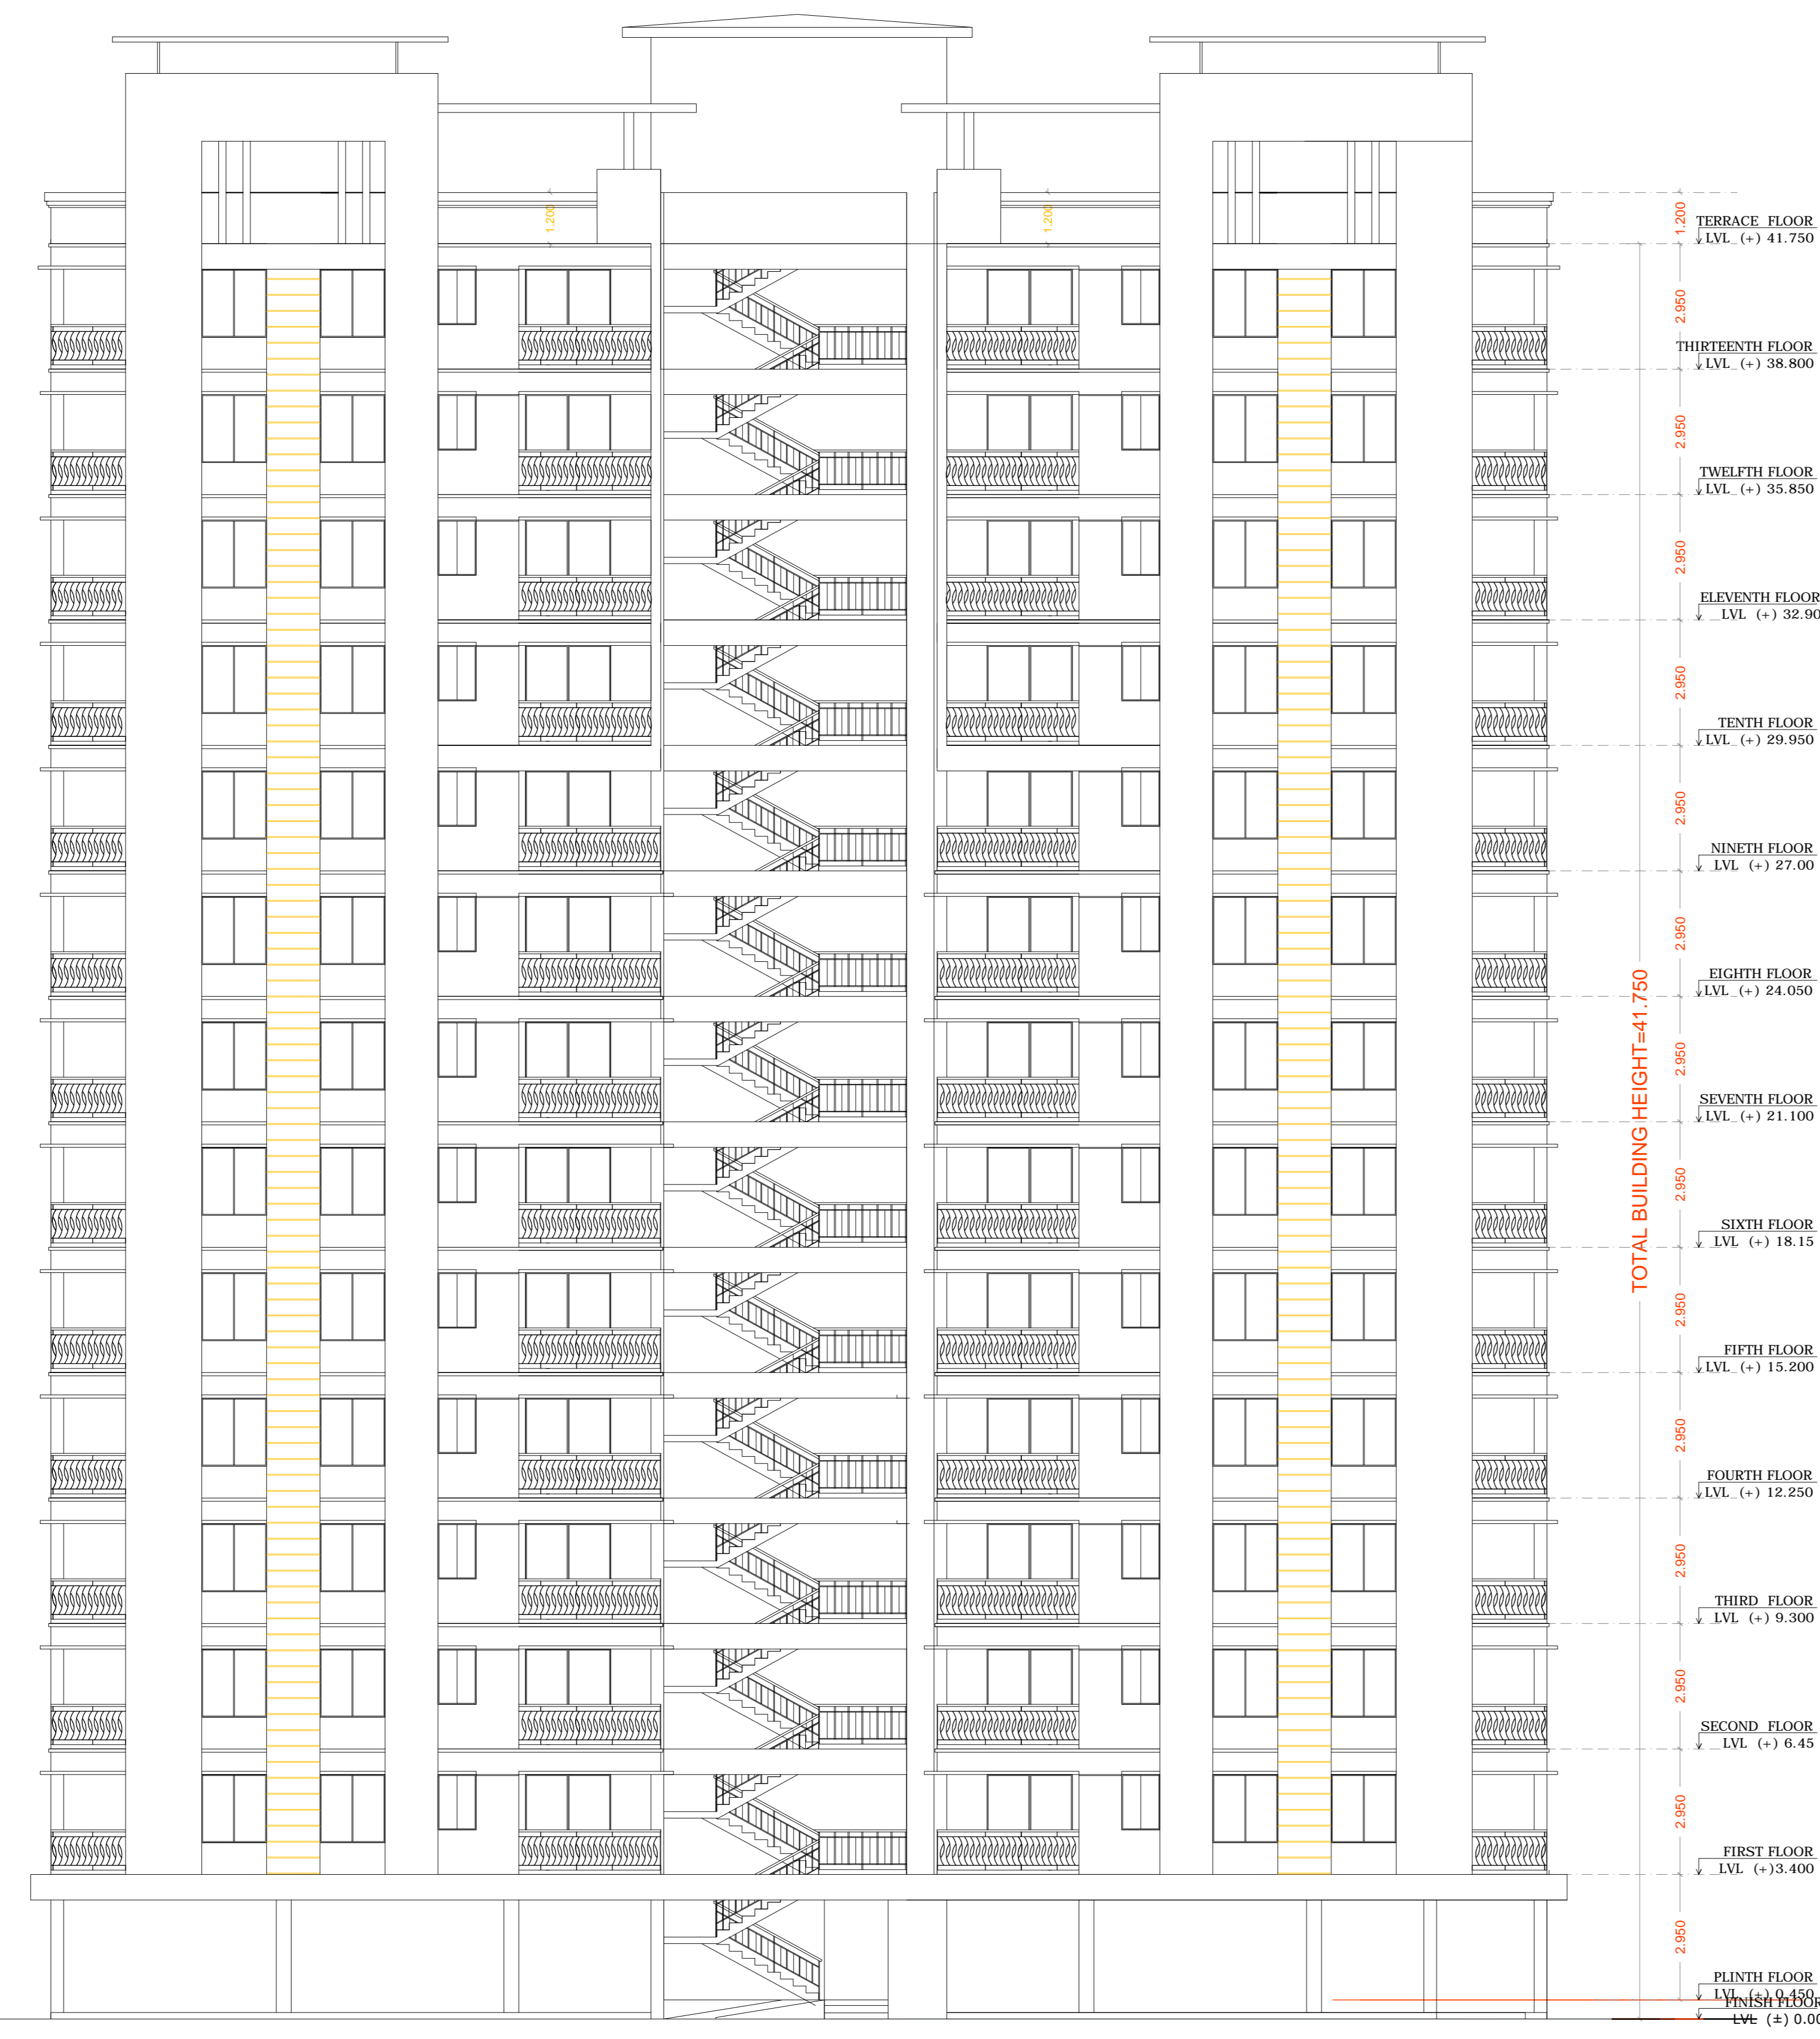 1.200
1.200
1.200
TERRACE FLOOR
LVL (+) 41.750
2.950
THIRTEENTH FLOOR
LVL (+) 38.800
2.950
TWELFTH FLOOR
LVL (+) 35.850
2.950
ELEVENTH FLOOR
LVL (+) 32.90
2.950
TENTH FLOOR
LVL (+) 29.950
2.950
NINETH FLOOR
LVL (+) 27.00
2.950
EIGHTH FLOOR
LVL (+) 24.050
TOTAL BUILDING HEIGHT=41.750
2.950
SEVENTH FLOOR
LVL (+) 21.100
2.950
SIXTH FLOOR
LVL (+) 18.15
2.950
FIFTH FLOOR
LVL (+) 15.200
2.950
FOURTH FLOOR
LVL (+) 12.250
2.950
THIRD FLOOR
LVL (+) 9.300
2.950
SECOND FLOOR
LVL (+) 6.45
2.950
FIRST FLOOR
LVL (+)3.400
2.950
PLINTH FLOOR
LVL (+) 0.450
FINISH FLOOR
LVL (±) 0.00